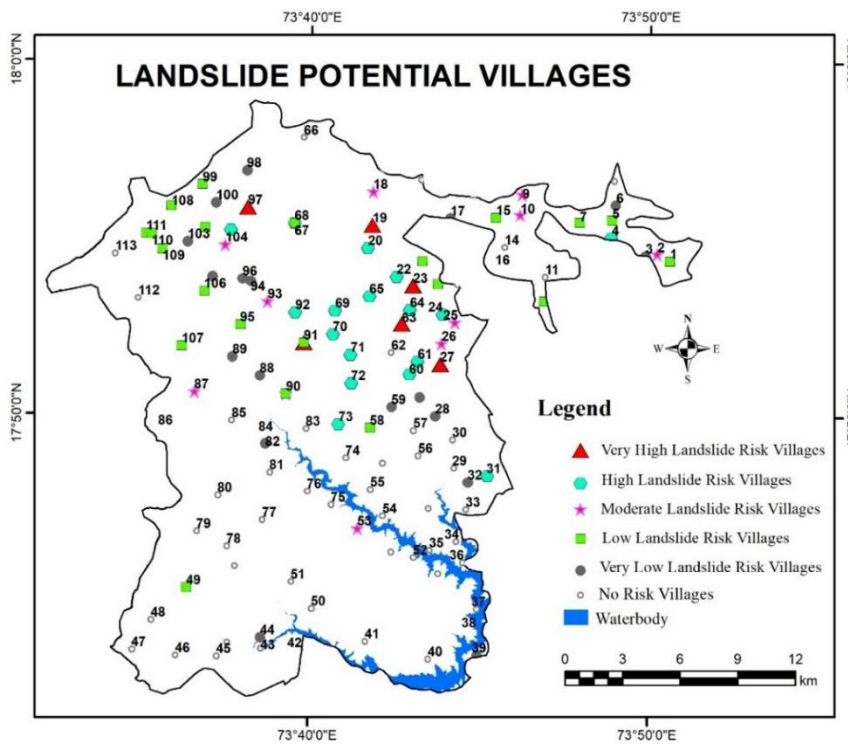 73°40'0"E 73°50'0"E
18°0'0"N
LANDSLIDE POTENTIAL VILLAGES
66
98
99 18 9
108 100 97 6
68 19 17 15 10 7 5
111 67 4
110 103 104 20 14 3 2
113 109 16 1
96 22 23 11
112 106 94 93 65
92 69 64 24 25
95 70 63
107 91 26
89 71 62 61 27
88 72 60
87 90 59 28
86 85 84 83 73 58 57 30
82 74 56
81 29 32 31
80 76 75 55
77 54 33
79 78 53 34
52 35 36
49 51
50 37
48 38
44 41
47 46 45 43 42 40 39
17°50'0"N
W N E S
Legend
Very High Landslide Risk Villages
High Landslide Risk Villages
Moderate Landslide Risk Villages
Low Landslide Risk Villages
Very Low Landslide Risk Villages
No Risk Villages
Waterbody
0 3 6 9 12
km
73°40'0"E 73°50'0"E